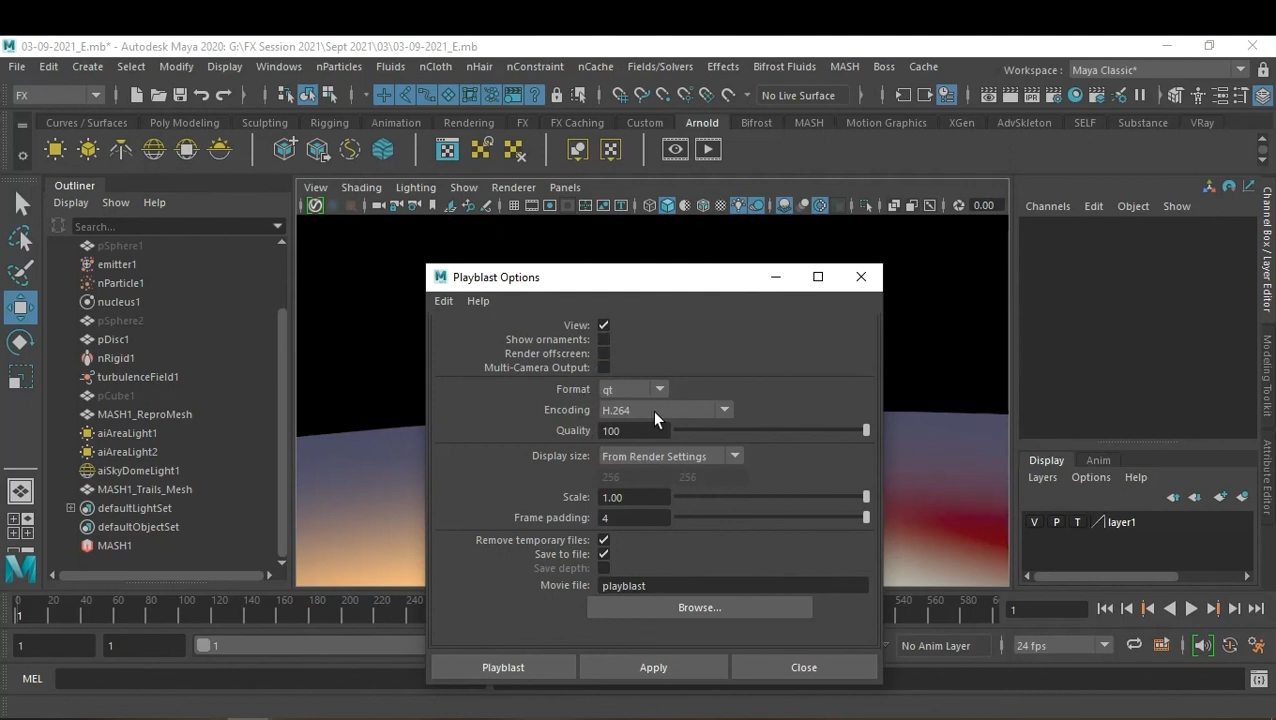 03-09-2021_E.mb* - Autodesk Maya 2020: G:\FX Session 2021\Sept 2021\03\03-09-2021_E.mb
File Edit Create Select Modify Display Windows nParticles Fluids nCloth nHair nConstraint nCache Fields/Solvers Effects Bifrost Fluids MASH Boss Cache
Workspace : Maya Classic*
FX
No Live Surface
Curves / Surfaces Poly Modeling Sculpting Rigging Animation Rendering FX FX Caching Custom Arnold Bifrost MASH Motion Graphics XGen AdvSkeleton SELF Substance VRay
Outliner
Display Show Help
Search...
pSphere1
emitter1
nParticle1
nucleus1
pSphere2
pDisc1
nRigid1
turbulenceField1
pCube1
MASH1_ReproMesh
aiAreaLight1
aiAreaLight2
aiSkyDomeLight1
MASH1_Trails_Mesh
defaultLightSet
defaultObjectSet
MASH1
View Shading Lighting Show Renderer Panels
0.00
Playblast Options
Edit Help
View:
Show ornaments:
Render offscreen:
Multi-Camera Output:
Format qt
Encoding H.264
Quality 100
Display size: From Render Settings
256 256
Scale: 1.00
Frame padding: 4
Remove temporary files:
Save to file:
Save depth:
Movie file: playblast
Browse...
Playblast Apply Close
Channels Edit Object Show
Channel Box / Layer Editor
Modeling Toolkit
Attribute Editor
Display Anim
Layers Options Help
V P T layer1
0 20 40 60 80 100 120 140 160 180 200 220 240 540 560 580
1
1
1 1 1
No Anim Layer
24 fps
MEL